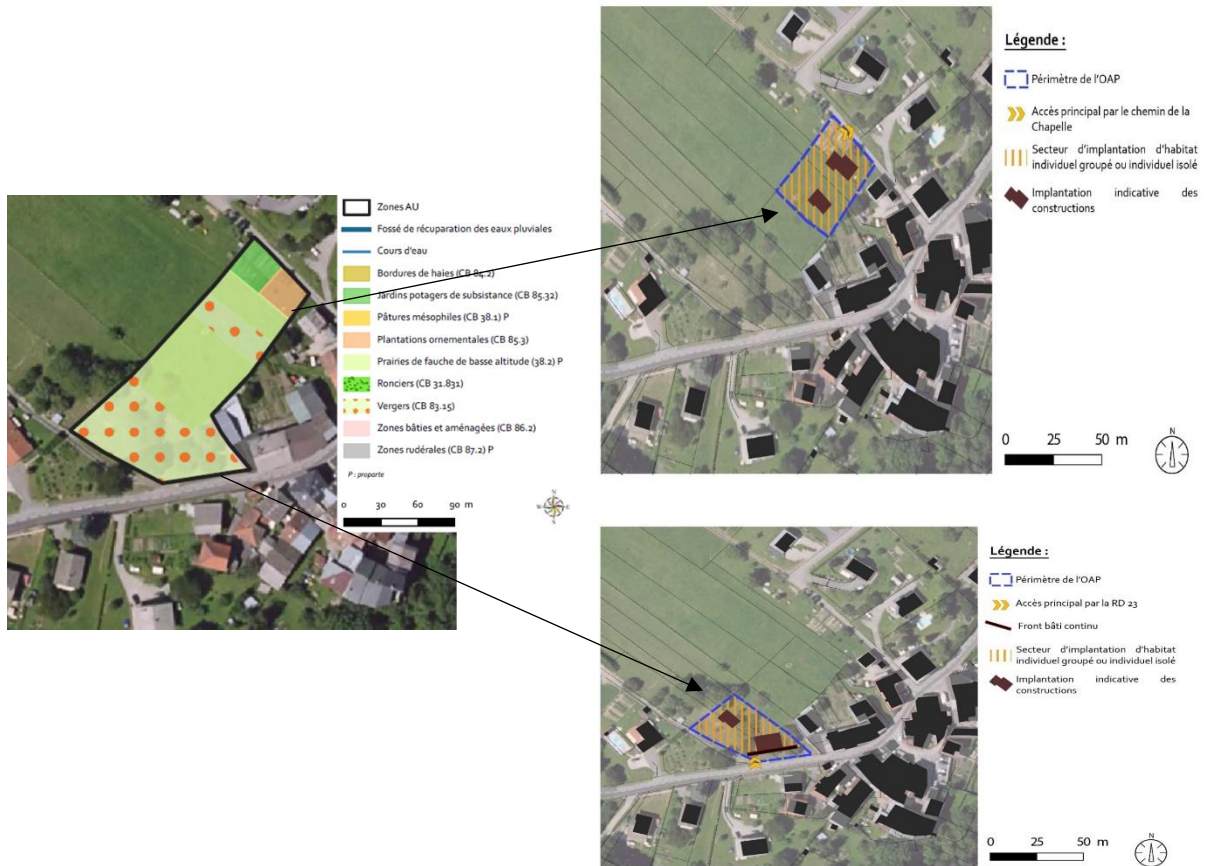 Zones AU
Fossé de récuparation des eaux pluviales
Cours d'eau
Bordures de haies (CB 84.2)
Jardins potagers de subsistance (CB 85.32)
Pâtures mésophiles (CB 38.1) P
Plantations ornementales (CB 85.3)
Prairies de fauche de basse altitude (38.2) P
Ronciers (CB 31.831)
Vergers (CB 83.15)
Zones bâties et aménagées (CB 86.2)
Zones rudérales (CB 87.2) P
P : proparte
0 30 60 90 m
N
W E
S
Légende :
Périmètre de l'OAP
Accès principal par le chemin de la
Chapelle
Secteur d'implantation d'habitat
individuel groupé ou individuel isolé
Implantation indicative des
constructions
0 25 50 m
N
Légende :
Périmètre de l'OAP
Accès principal par la RD 23
Front bâti continu
Secteur d'implantation d'habitat
individuel groupé ou individuel isolé
Implantation indicative des
constructions
0 25 50 m
N